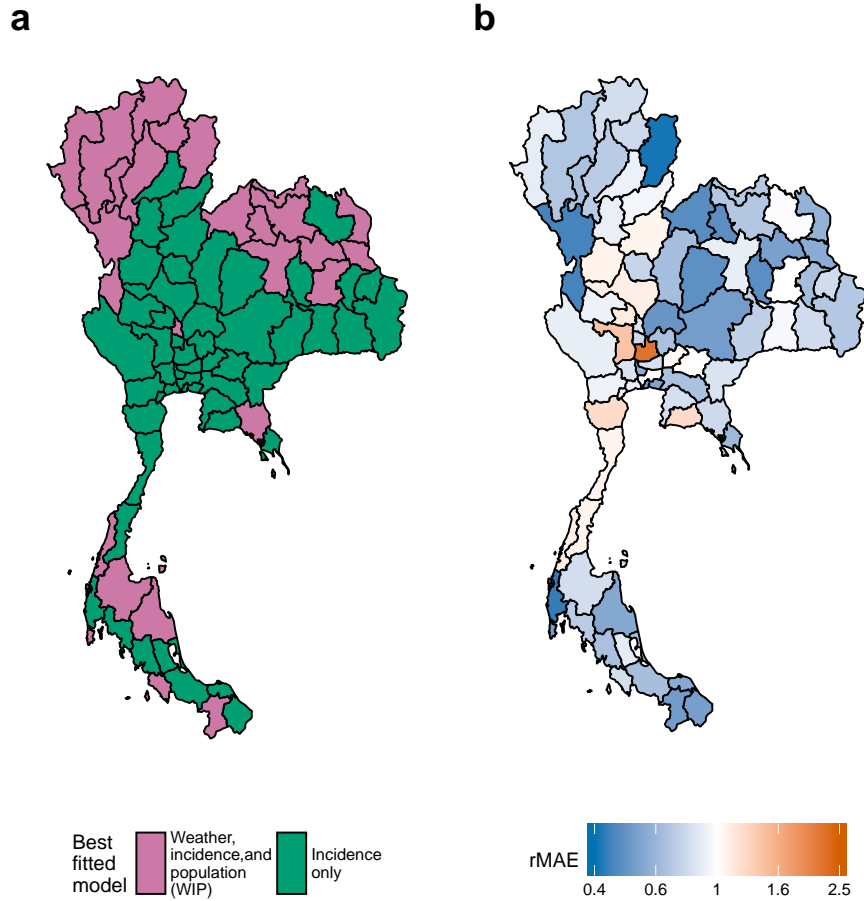 a
b
Best
fitted
model
Weather,
incidence,and
population
(WIP)
Incidence
only
rMAE
0.4 0.6 1 1.6 2.5